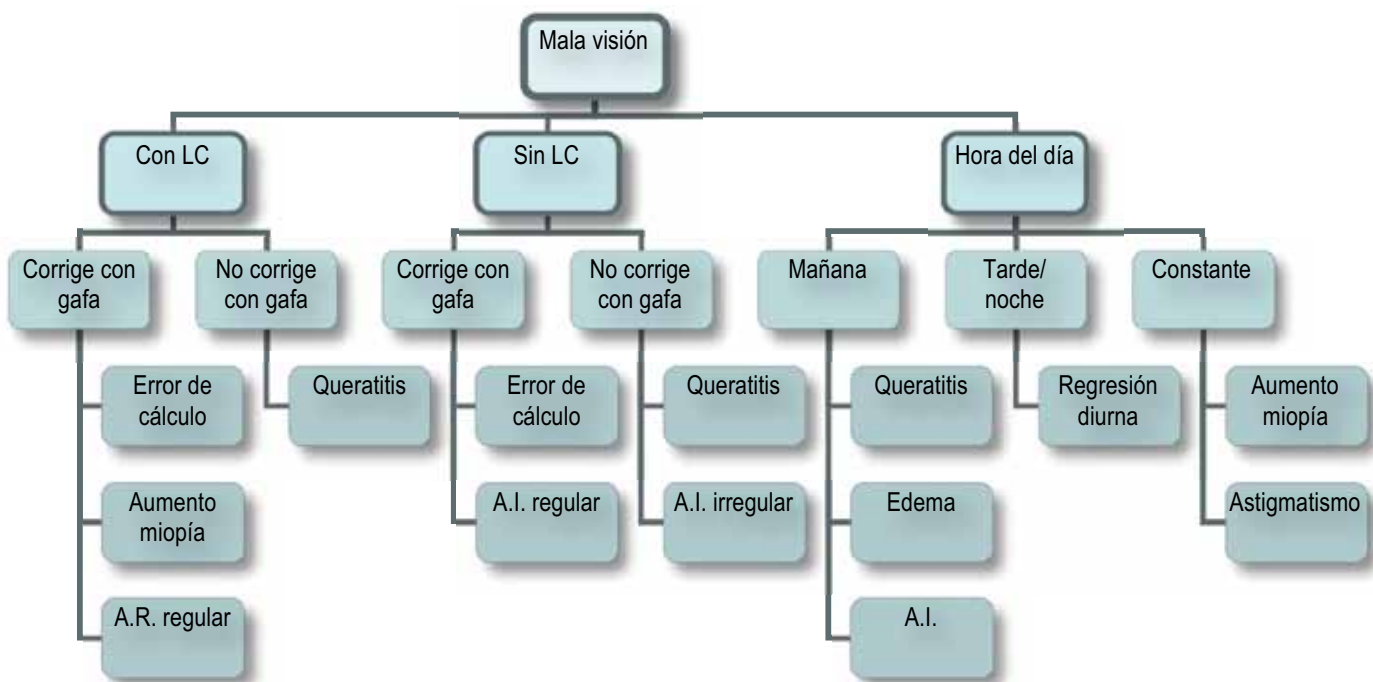 Mala visión
Con LC
Sin LC
Hora del día
Corrige con
gafa
No corrige
con gafa
Corrige con
gafa
No corrige
con gafa
Mañana
Tarde/
noche
Constante
Error de
cálculo
Queratitis
Error de
cálculo
Queratitis
Queratitis
Regresión
diurna
Aumento
miopía
Aumento
miopía
A.I. regular
A.I. irregular
Edema
Astigmatismo
A.R. regular
A.I.